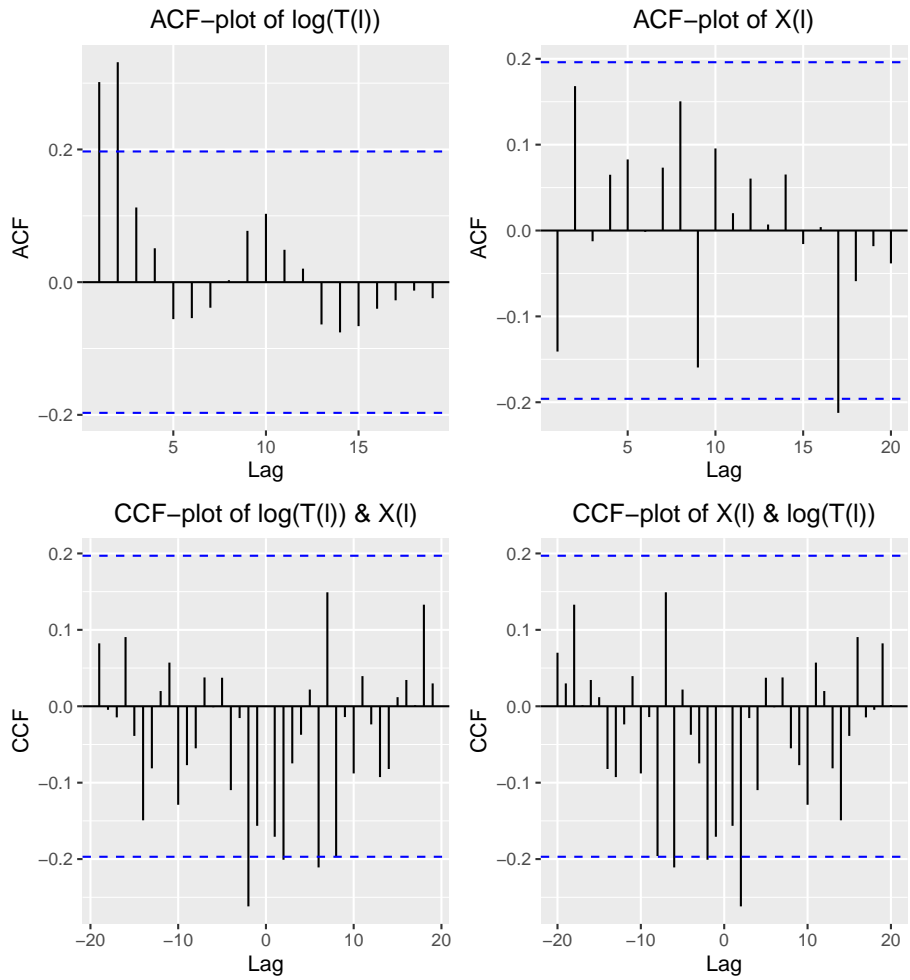 ACF−plot of log(T(l))
ACF
0.2
0.0
−0.2
5 10 15
Lag
ACF−plot of X(l)
ACF
0.2
0.1
0.0
−0.1
−0.2
5 10 15 20
Lag
CCF−plot of log(T(l)) & X(l)
CCF
0.2
0.1
0.0
−0.1
−0.2
−20 −10 0 10 20
Lag
CCF−plot of X(l) & log(T(l))
CCF
0.2
0.1
0.0
−0.1
−0.2
−20 −10 0 10 20
Lag